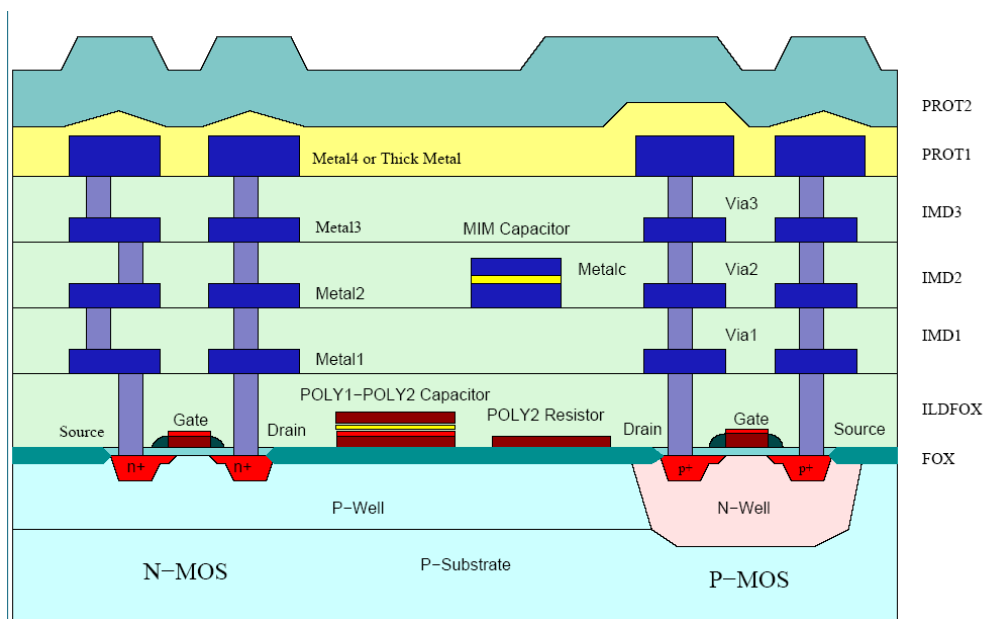 PROT2
Metal4 or Thick Metal
PROT1
Via3
IMD3
Metal3
MIM Capacitor
Metalc
Via2
IMD2
Metal2
Via1
IMD1
Metal1
POLY1-POLY2 Capacitor
ILDFOX
POLY2 Resistor
Source
Gate
Drain
Drain
Gate
Source
n+
n+
p+
p+
FOX
P-Well
N-Well
P-Substrate
N-MOS
P-MOS